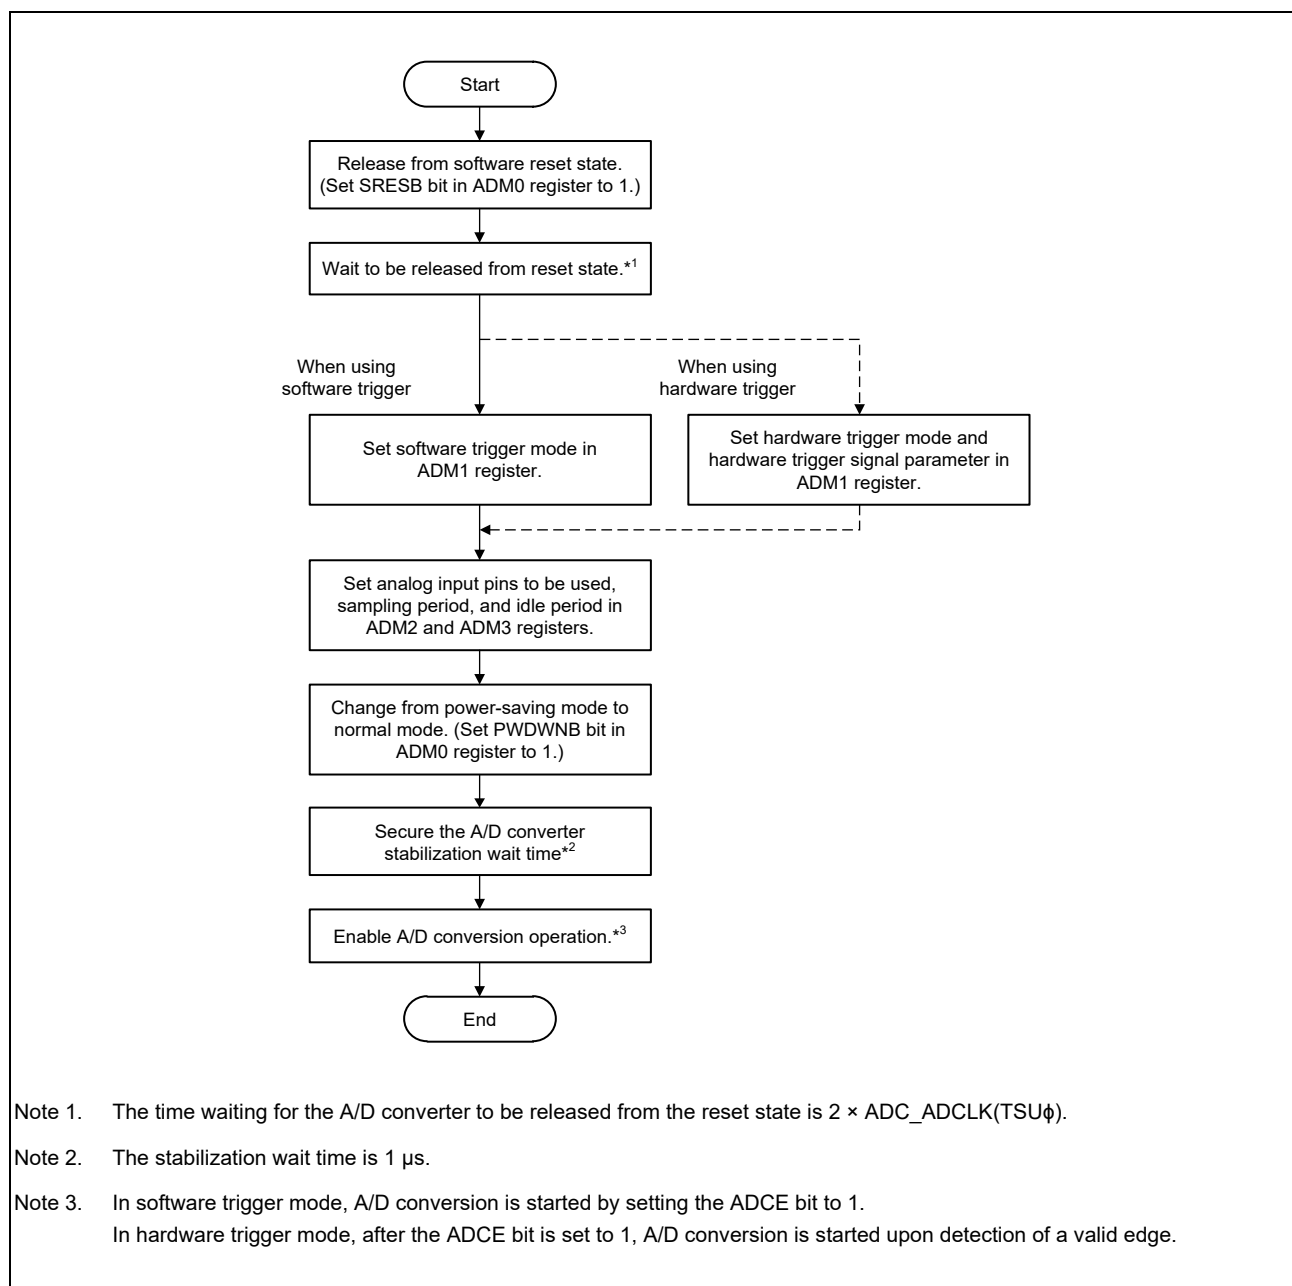 Start
Release from software reset state.
(Set SRESB bit in ADM0 register to 1.)
Wait to be released from reset state.*1
When using
software trigger
When using
hardware trigger
Set software trigger mode in
ADM1 register.
Set hardware trigger mode and
hardware trigger signal parameter in
ADM1 register.
Set analog input pins to be used,
sampling period, and idle period in
ADM2 and ADM3 registers.
Change from power-saving mode to
normal mode. (Set PWDWNB bit in
ADM0 register to 1.)
Secure the A/D converter
stabilization wait time*2
Enable A/D conversion operation.*3
End
Note 1. The time waiting for the A/D converter to be released from the reset state is 2 × ADC_ADCLK(TSUϕ).
Note 2. The stabilization wait time is 1 µs.
Note 3. In software trigger mode, A/D conversion is started by setting the ADCE bit to 1.
In hardware trigger mode, after the ADCE bit is set to 1, A/D conversion is started upon detection of a valid edge.